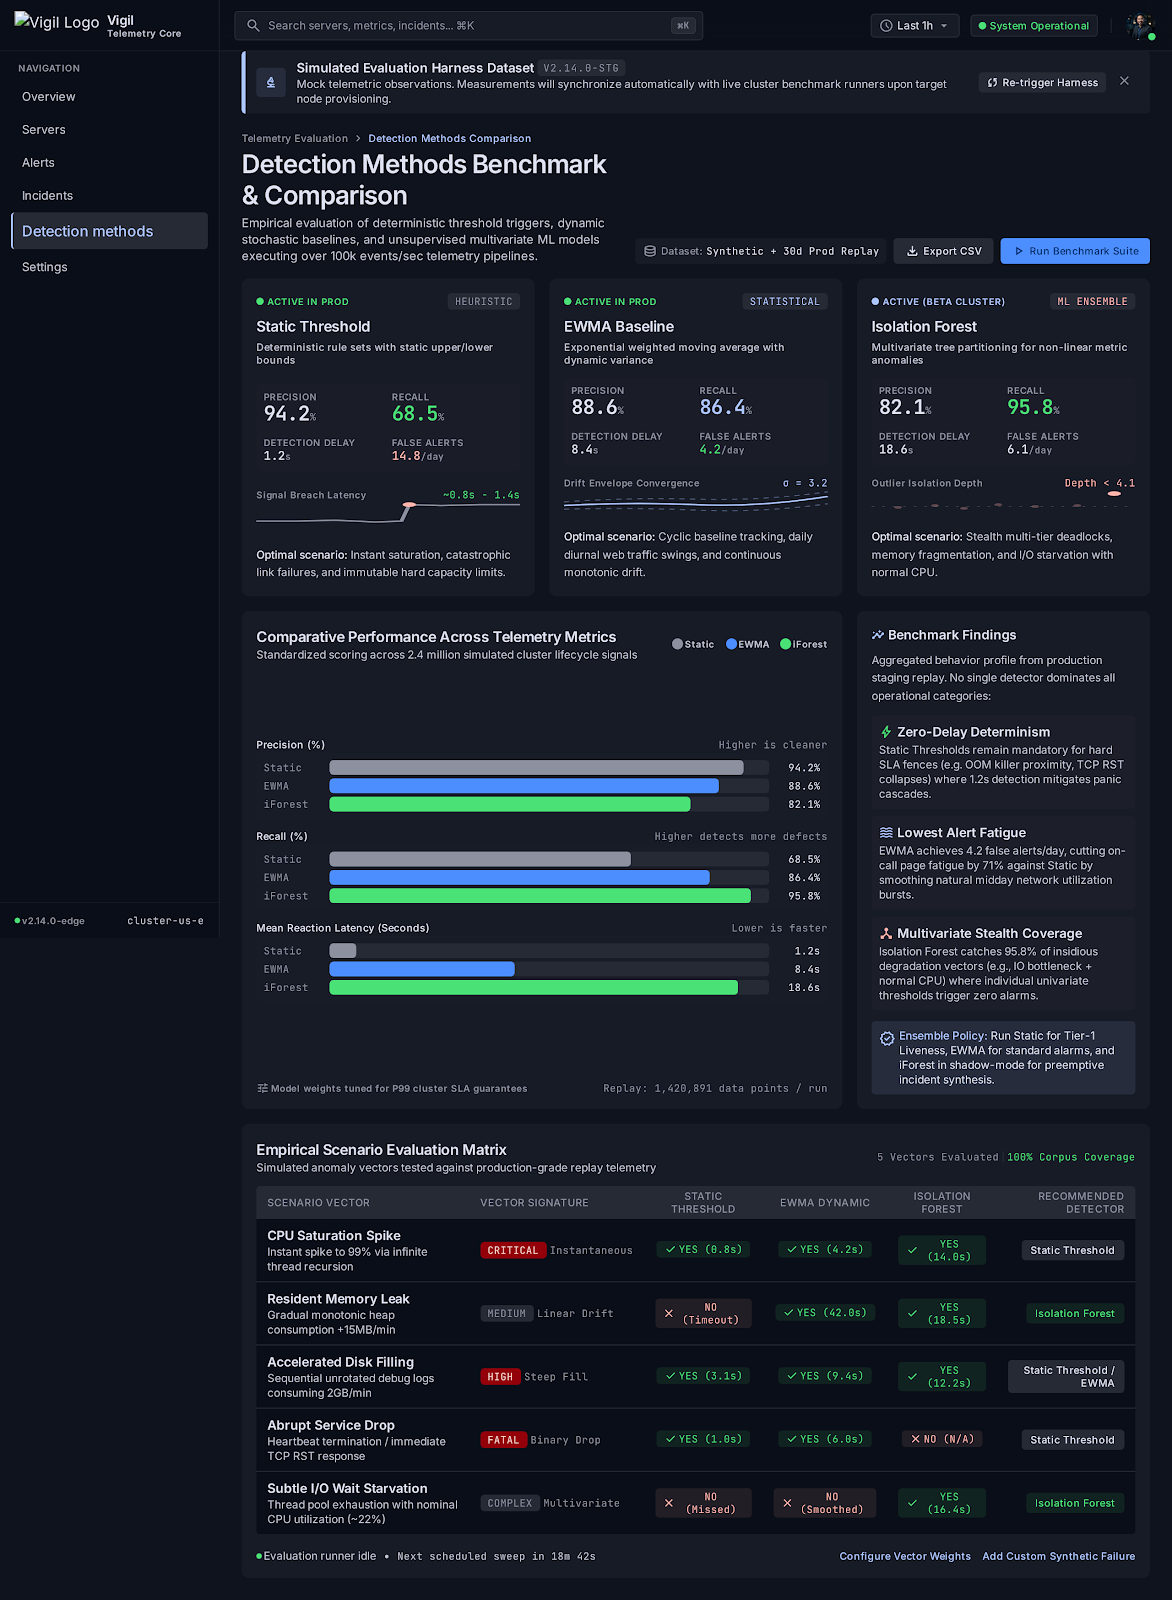 Vigil Logo
Vigil
Telemetry Core
Search servers, metrics, incidents... ⌘K
⌘K
Last 1h
System Operational
NAVIGATION
Overview
Servers
Alerts
Incidents
Detection methods
Settings
v2.14.0-edge
cluster-us-e
Simulated Evaluation Harness Dataset V2.14.0-STG
Mock telemetric observations. Measurements will synchronize automatically with live cluster benchmark runners upon target
node provisioning.
Re-trigger Harness
Telemetry Evaluation > Detection Methods Comparison
Detection Methods Benchmark
& Comparison
Empirical evaluation of deterministic threshold triggers, dynamic
stochastic baselines, and unsupervised multivariate ML models
executing over 100k events/sec telemetry pipelines.
Dataset: Synthetic + 30d Prod Replay
Export CSV
Run Benchmark Suite
ACTIVE IN PROD
HEURISTIC
Static Threshold
Deterministic rule sets with static upper/lower
bounds
PRECISION
94.2%
RECALL
68.5%
DETECTION DELAY
1.2s
FALSE ALERTS
14.8/day
Signal Breach Latency
~0.8s - 1.4s
Optimal scenario: Instant saturation, catastrophic
link failures, and immutable hard capacity limits.
ACTIVE IN PROD
STATISTICAL
EWMA Baseline
Exponential weighted moving average with
dynamic variance
PRECISION
88.6%
RECALL
86.4%
DETECTION DELAY
8.4s
FALSE ALERTS
4.2/day
Drift Envelope Convergence
σ = 3.2
Optimal scenario: Cyclic baseline tracking, daily
diurnal web traffic swings, and continuous
monotonic drift.
ACTIVE (BETA CLUSTER)
ML ENSEMBLE
Isolation Forest
Multivariate tree partitioning for non-linear metric
anomalies
PRECISION
82.1%
RECALL
95.8%
DETECTION DELAY
18.6s
FALSE ALERTS
6.1/day
Outlier Isolation Depth
Depth < 4.1
Optimal scenario: Stealth multi-tier deadlocks,
memory fragmentation, and I/O starvation with
normal CPU.
Comparative Performance Across Telemetry Metrics
Standardized scoring across 2.4 million simulated cluster lifecycle signals
Static
EWMA
iForest
Precision (%)
Higher is cleaner
Static 94.2%
EWMA 88.6%
iForest 82.1%
Recall (%)
Higher detects more defects
Static 68.5%
EWMA 86.4%
iForest 95.8%
Mean Reaction Latency (Seconds)
Lower is faster
Static 1.2s
EWMA 8.4s
iForest 18.6s
Model weights tuned for P99 cluster SLA guarantees
Replay: 1,420,891 data points / run
Benchmark Findings
Aggregated behavior profile from production
staging replay. No single detector dominates all
operational categories:
Zero-Delay Determinism
Static Thresholds remain mandatory for hard
SLA fences (e.g. OOM killer proximity, TCP RST
collapses) where 1.2s detection mitigates panic
cascades.
Lowest Alert Fatigue
EWMA achieves 4.2 false alerts/day, cutting on-
call page fatigue by 71% against Static by
smoothing natural midday network utilization
bursts.
Multivariate Stealth Coverage
Isolation Forest catches 95.8% of insidious
degradation vectors (e.g., IO bottleneck +
normal CPU) where individual univariate
thresholds trigger zero alarms.
Ensemble Policy: Run Static for Tier-1
Liveness, EWMA for standard alarms, and
iForest in shadow-mode for preemptive
incident synthesis.
Empirical Scenario Evaluation Matrix
Simulated anomaly vectors tested against production-grade replay telemetry
5 Vectors Evaluated 100% Corpus Coverage
SCENARIO VECTOR
VECTOR SIGNATURE
STATIC
THRESHOLD
EWMA DYNAMIC
ISOLATION
FOREST
RECOMMENDED
DETECTOR
CPU Saturation Spike
Instant spike to 99% via infinite
thread recursion
CRITICAL Instantaneous
YES (0.8s)
YES (4.2s)
YES
(14.0s)
Static Threshold
Resident Memory Leak
Gradual monotonic heap
consumption +15MB/min
MEDIUM Linear Drift
NO
(Timeout)
YES (42.0s)
YES
(18.5s)
Isolation Forest
Accelerated Disk Filling
Sequential unrotated debug logs
consuming 2GB/min
HIGH Steep Fill
YES (3.1s)
YES (9.4s)
YES
(12.2s)
Static Threshold /
EWMA
Abrupt Service Drop
Heartbeat termination / immediate
TCP RST response
FATAL Binary Drop
YES (1.0s)
YES (6.0s)
NO (N/A)
Static Threshold
Subtle I/O Wait Starvation
Thread pool exhaustion with nominal
CPU utilization (~22%)
COMPLEX Multivariate
NO
(Missed)
NO
(Smoothed)
YES
(16.4s)
Isolation Forest
Evaluation runner idle • Next scheduled sweep in 18m 42s
Configure Vector Weights
Add Custom Synthetic Failure